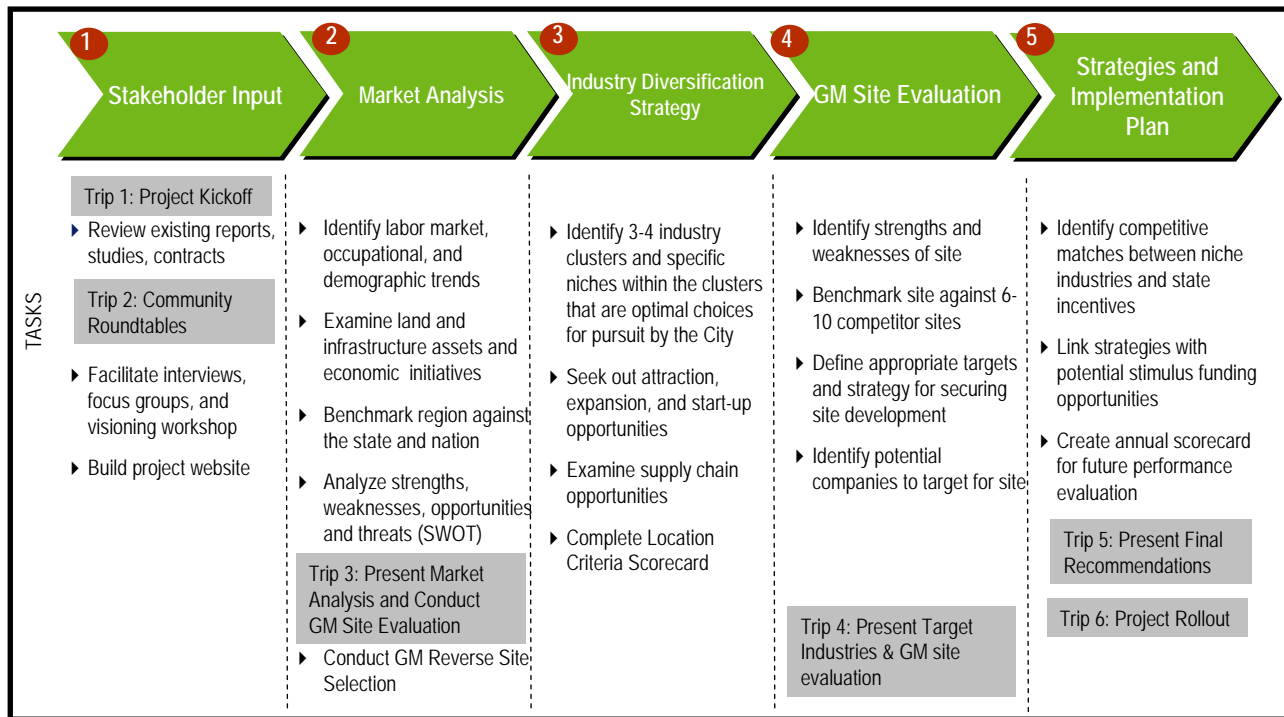 1
Stakeholder Input
2
Market Analysis
3
Industry Diversification
Strategy
4
GM Site Evaluation
5
Strategies and
Implementation
Plan
TASKS
Trip 1: Project Kickoff
Review existing reports,
studies, contracts
Trip 2: Community
Roundtables
Facilitate interviews,
focus groups, and
visioning workshop
Build project website
Identify labor market,
occupational, and
demographic trends
Examine land and
infrastructure assets and
economic initiatives
Benchmark region against
the state and nation
Analyze strengths,
weaknesses, opportunities
and threats (SWOT)
Trip 3: Present Market
Analysis and Conduct
GM Site Evaluation
Conduct GM Reverse Site
Selection
Identify 3-4 industry
clusters and specific
niches within the clusters
that are optimal choices
for pursuit by the City
Seek out attraction,
expansion, and start-up
opportunities
Examine supply chain
opportunities
Complete Location
Criteria Scorecard
Identify strengths and
weaknesses of site
Benchmark site against 6-
10 competitor sites
Define appropriate targets
and strategy for securing
site development
Identify potential
companies to target for site
Trip 4: Present Target
Industries & GM site
evaluation
Identify competitive
matches between niche
industries and state
incentives
Link strategies with
potential stimulus funding
opportunities
Create annual scorecard
for future performance
evaluation
Trip 5: Present Final
Recommendations
Trip 6: Project Rollout